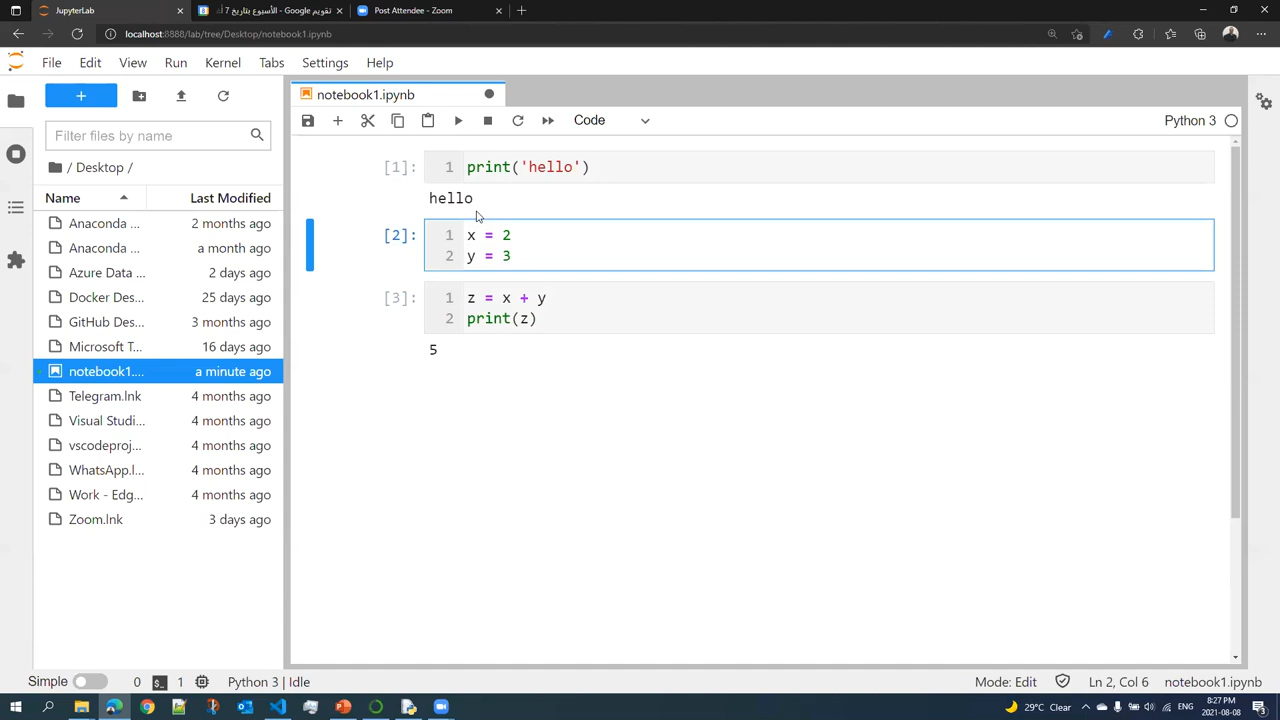 JupyterLab
تقويم Google - الأسبوع بتاريخ 7 أ
Post Attendee - Zoom
localhost:8888/lab/tree/Desktop/notebook1.ipynb
File Edit View Run Kernel Tabs Settings Help
notebook1.ipynb
Code
Python 3
Filter files by name
/ Desktop /
Name Last Modified
Anaconda ... 2 months ago
Anaconda ... a month ago
Azure Data ... 2 days ago
Docker Des... 25 days ago
GitHub Des... 3 months ago
Microsoft T... 16 days ago
notebook1.... a minute ago
Telegram.lnk 4 months ago
Visual Studi... 4 months ago
vscodeproj... 4 months ago
WhatsApp.l... 4 months ago
Work - Edg... 4 months ago
Zoom.lnk 3 days ago
[1]: 1 print('hello')
hello
[2]: 1 x = 2
2 y = 3
[3]: 1 z = x + y
2 print(z)
5
Simple 0 1 Python 3 | Idle Mode: Edit Ln 2, Col 6 notebook1.ipynb
29°C Clear ENG 8:27 PM
2021-08-08
3